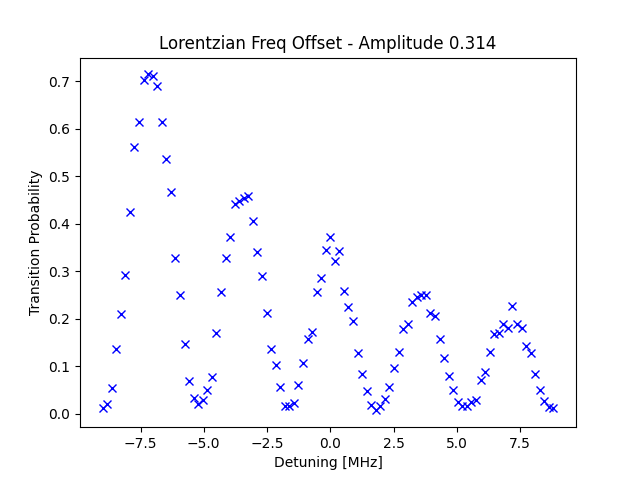 Lorentzian Freq Offset - Amplitude 0.314
Transition Probability
0.7
0.6
0.5
0.4
0.3
0.2
0.1
0.0
−7.5 −5.0 −2.5 0.0 2.5 5.0 7.5
Detuning [MHz]